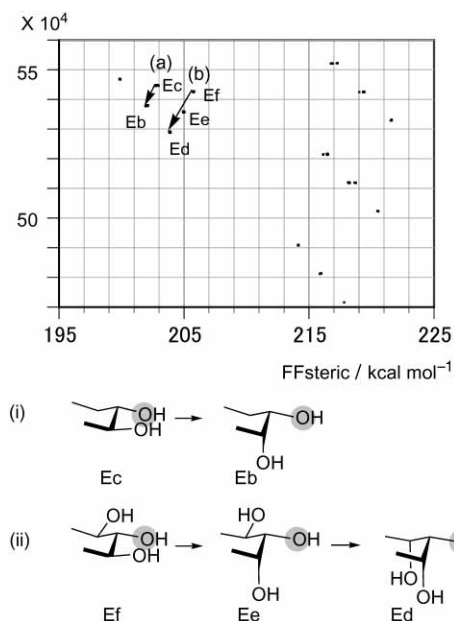 X 10⁴
55
(a)
(b)
Ec
Ef
Eb
Ee
Ed
50
195
205
215
225
FFsteric / kcal mol⁻¹
(i)
OH
OH
OH
OH
Ec
Eb
(ii)
OH
HO
OH
OH
OH
OH
HO
OH
Ef
Ee
Ed